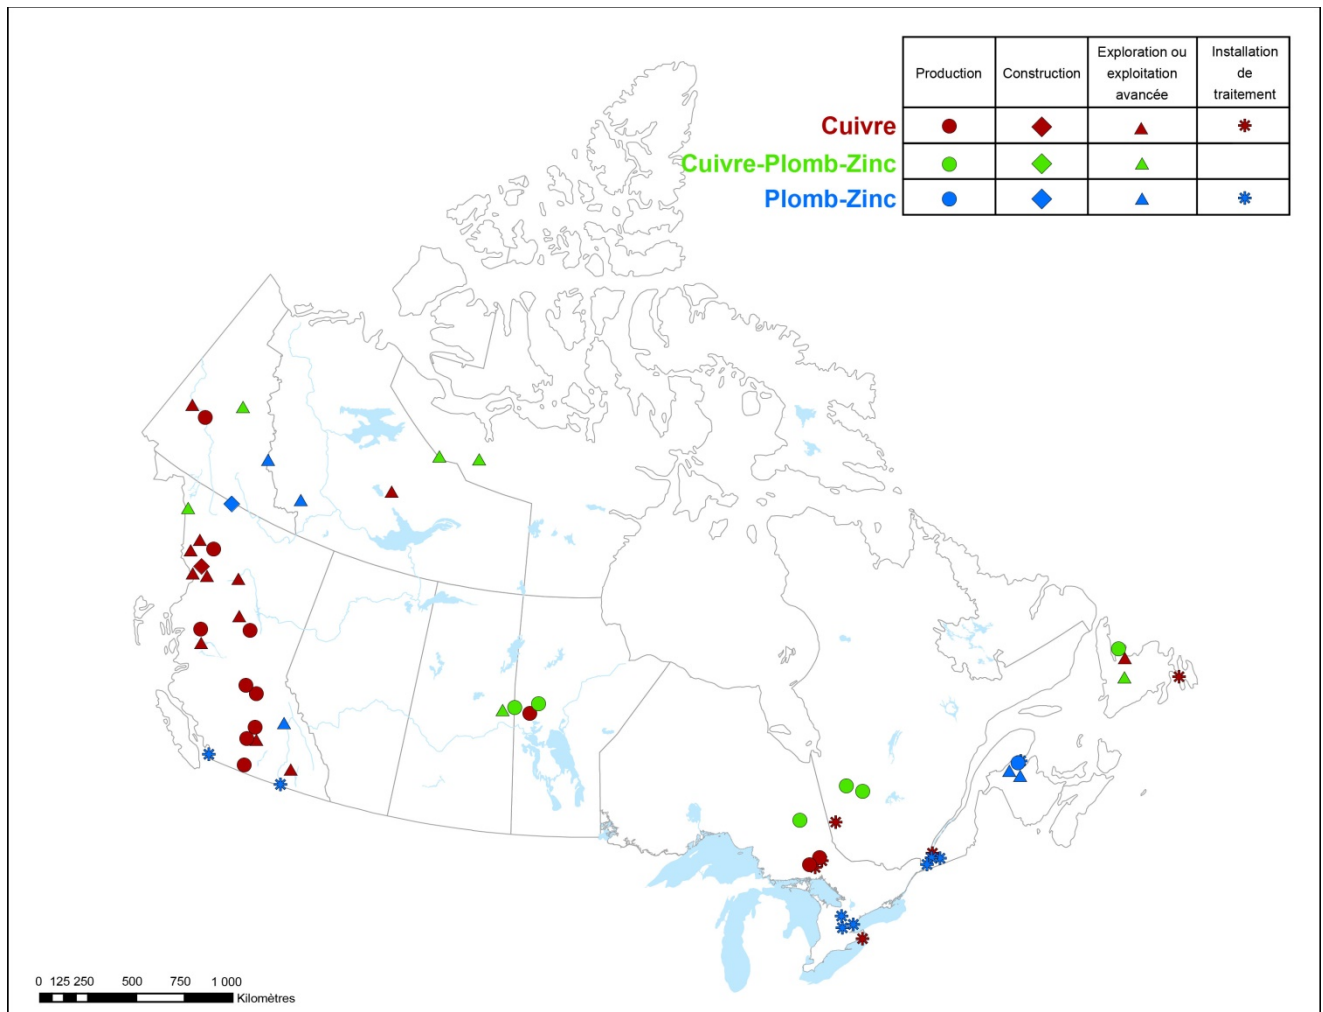 Production
Construction
Exploration ou
exploitation
avancée
Installation
de
traitement
Cuivre
Cuivre-Plomb-Zinc
Plomb-Zinc
0 125 250 500 750 1 000
Kilomètres